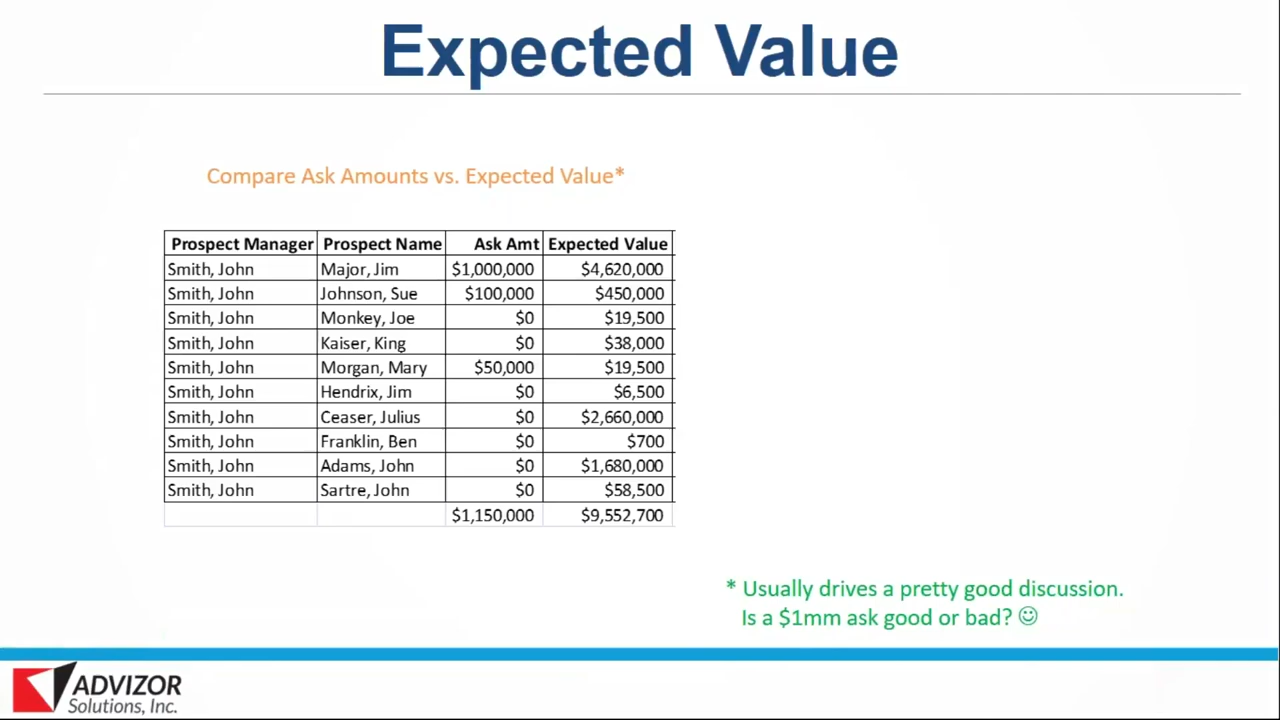 Expected Value
Compare Ask Amounts vs. Expected Value*
Prospect Manager Prospect Name Ask Amt Expected Value
Smith, John Major, Jim $1,000,000 $4,620,000
Smith, John Johnson, Sue $100,000 $450,000
Smith, John Monkey, Joe $0 $19,500
Smith, John Kaiser, King $0 $38,000
Smith, John Morgan, Mary $50,000 $19,500
Smith, John Hendrix, Jim $0 $6,500
Smith, John Ceaser, Julius $0 $2,660,000
Smith, John Franklin, Ben $0 $700
Smith, John Adams, John $0 $1,680,000
Smith, John Sartre, John $0 $58,500
$1,150,000 $9,552,700
* Usually drives a pretty good discussion.
Is a $1mm ask good or bad? ☺
ADVIZOR
Solutions, Inc.